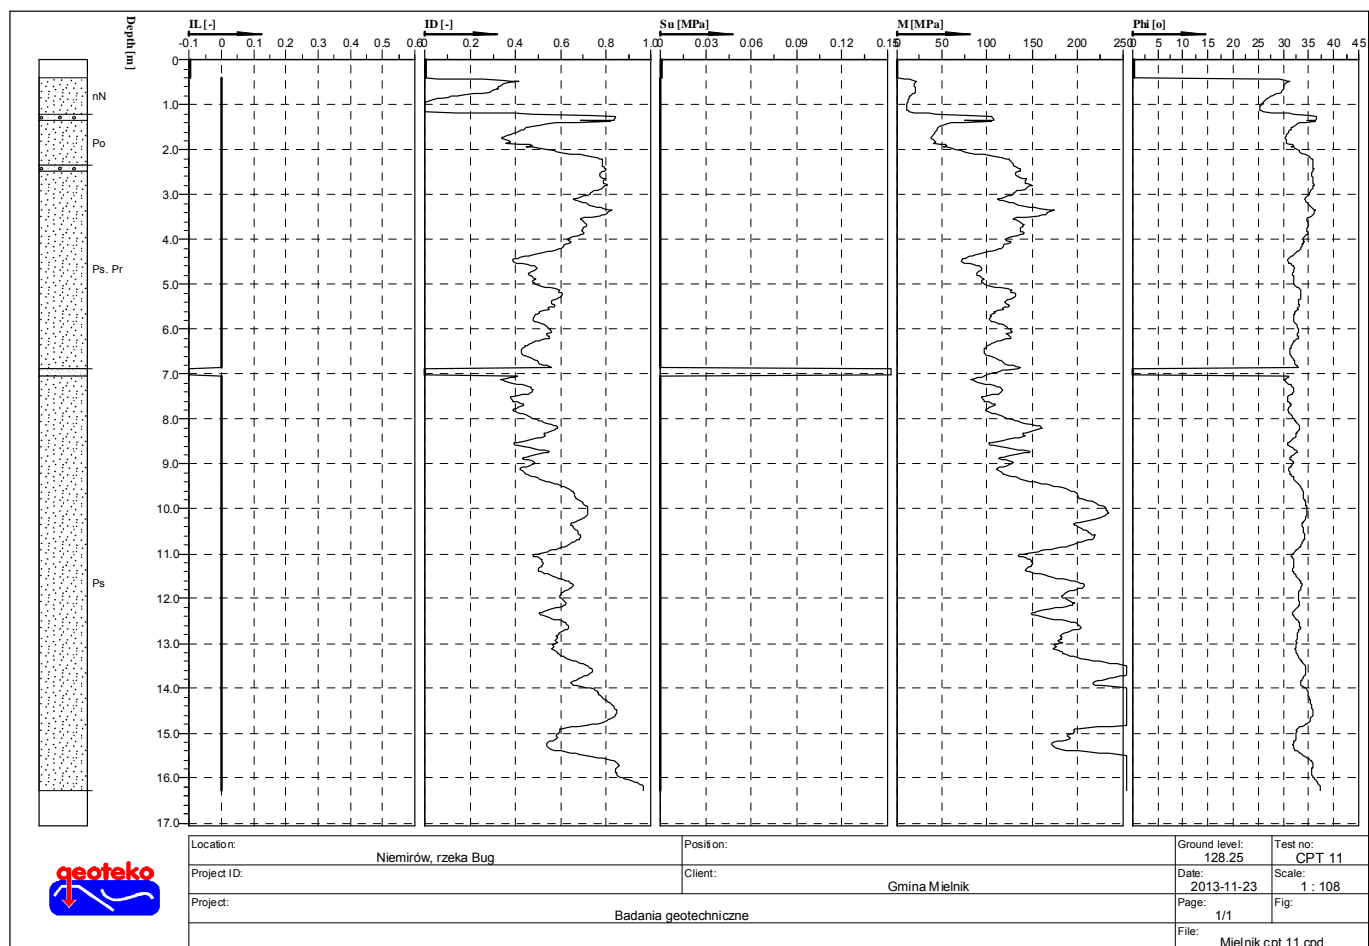 Depth [m]
IL [-]
ID [-]
Su [MPa]
M [MPa]
Phi [o]
-0.1 0 0.1 0.2 0.3 0.4 0.5 0.6
0 0.2 0.4 0.6 0.8 1.0
0 0.03 0.06 0.09 0.12 0.15
0 50 100 150 200 250
0 5 10 15 20 25 30 35 40 45
0
1.0
2.0
3.0
4.0
5.0
6.0
7.0
8.0
9.0
10.0
11.0
12.0
13.0
14.0
15.0
16.0
17.0
nN
Po
Ps. Pr
Ps
geoteko
Location:
Niemirów, rzeka Bug
Position:
Ground level:
128.25
Test no:
CPT 11
Project ID:
Client:
Gmina Mielnik
Date:
2013-11-23
Scale:
1 : 108
Project:
Badania geotechniczne
Page:
1/1
Fig:
File:
Mielnik cpt 11.cpd